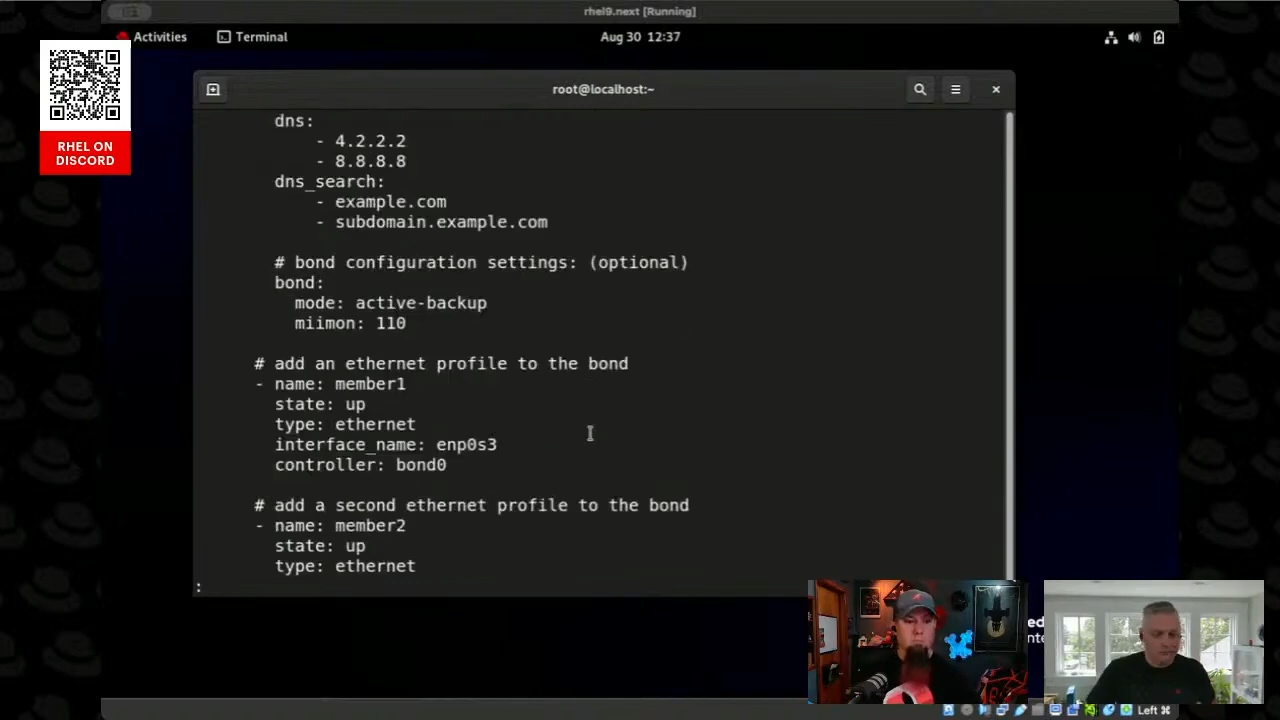 rhel9.next [Running]
Activities
Terminal
Aug 30 12:37
RHEL ON
DISCORD
root@localhost:~
dns:
- 4.2.2.2
- 8.8.8.8
dns_search:
- example.com
- subdomain.example.com
# bond configuration settings: (optional)
bond:
mode: active-backup
miimon: 110
# add an ethernet profile to the bond
- name: member1
state: up
type: ethernet
interface_name: enp0s3
controller: bond0
# add a second ethernet profile to the bond
- name: member2
state: up
type: ethernet
:
Left ⌘